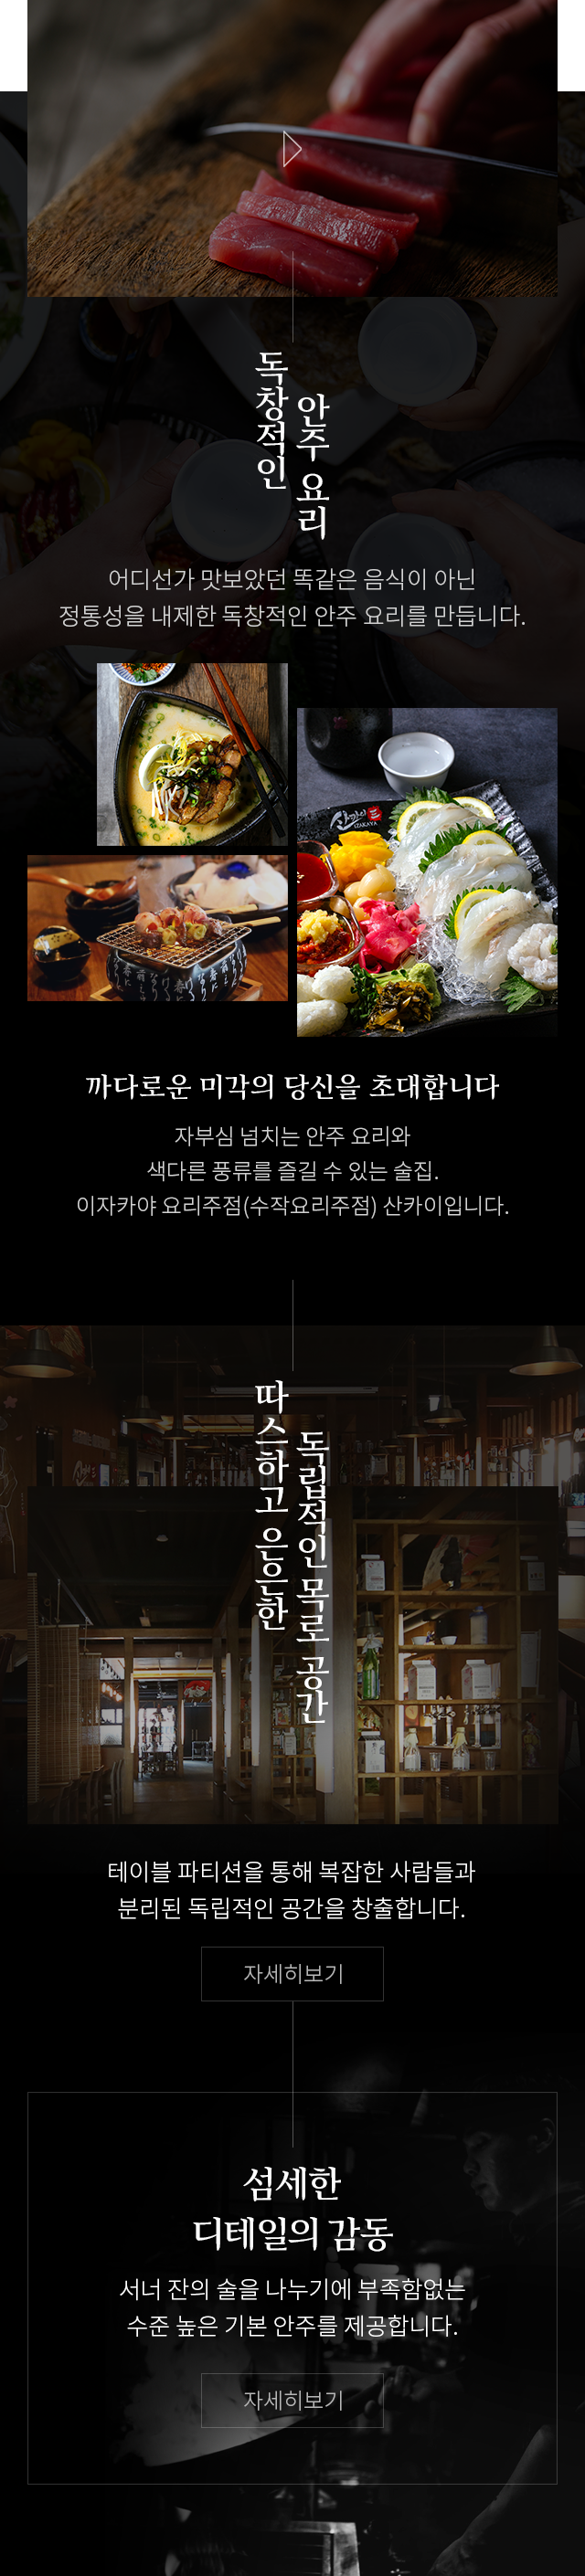 독창적인
안주 요리
어디선가 맛보았던 똑같은 음식이 아닌
정통성을 내제한 독창적인 안주 요리를 만듭니다.
산카이
IZAKAYA
까다로운 미각의 당신을 초대합니다
자부심 넘치는 안주 요리와
색다른 풍류를 즐길 수 있는 술집.
이자카야 요리주점(수작요리주점) 산카이입니다.
따스하고 은은한
독립적인 목로 공간
테이블 파티션을 통해 복잡한 사람들과
분리된 독립적인 공간을 창출합니다.
자세히보기
섬세한
디테일의 감동
서너 잔의 술을 나누기에 부족함없는
수준 높은 기본 안주를 제공합니다.
자세히보기